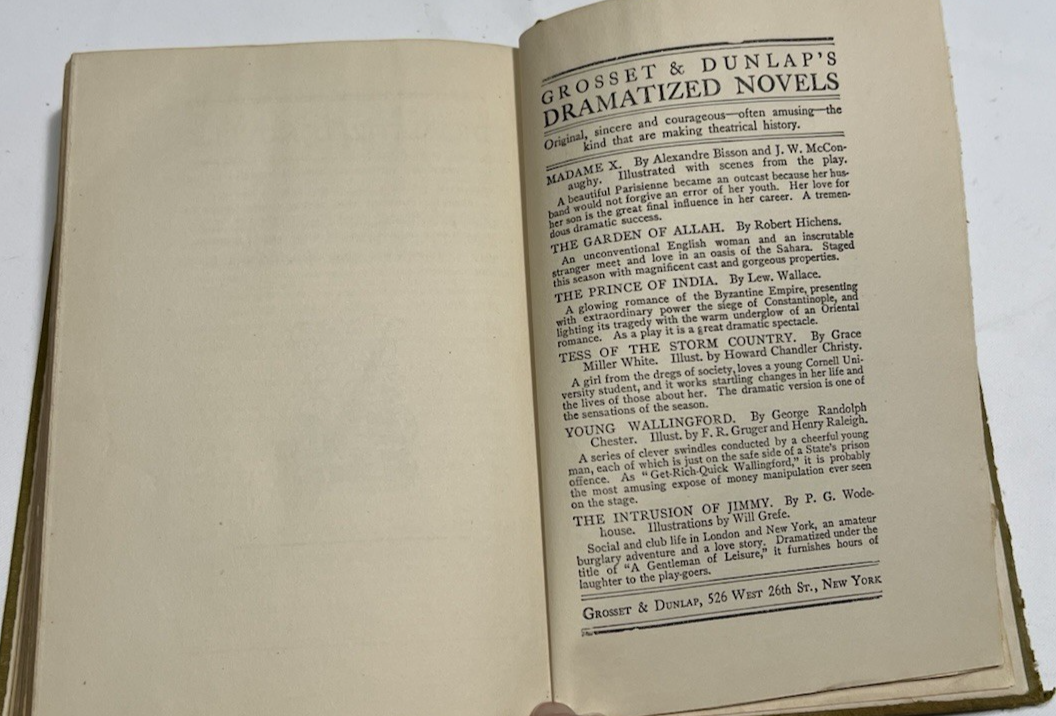 GROSSET & DUNLAP'S
DRAMATIZED NOVELS
Original, sincere and courageous—often amusing—the
kind that are making theatrical history.
MADAME X. By Alexandre Bisson and J. W. McCon-
aughy. Illustrated with scenes from the play.
A beautiful Parisienne became an outcast because her hus-
band would not forgive an error of her youth. Her love for
her son is the great final influence in her career. A tremen-
dous dramatic success.
THE GARDEN OF ALLAH. By Robert Hichens.
An unconventional English woman and an inscrutable
stranger meet and love in an oasis of the Sahara. Staged
this season with magnificent cast and gorgeous properties.
THE PRINCE OF INDIA. By Lew. Wallace.
A glowing romance of the Byzantine Empire, presenting
with extraordinary power the siege of Constantinople, and
lighting its tragedy with the warm underglow of an Oriental
romance. As a play it is a great dramatic spectacle.
TESS OF THE STORM COUNTRY. By Grace
Miller White. Illust. by Howard Chandler Christy.
A girl from the dregs of society, loves a young Cornell Uni-
versity student, and it works startling changes in her life and
the lives of those about her. The dramatic version is one of
the sensations of the season.
YOUNG WALLINGFORD. By George Randolph
Chester. Illust. by F. R. Gruger and Henry Raleigh.
A series of clever swindles conducted by a cheerful young
man, each of which is just on the safe side of a State's prison
offence. As "Get-Rich-Quick Wallingford," it is probably
the most amusing expose of money manipulation ever seen
on the stage.
THE INTRUSION OF JIMMY. By P. G. Wode-
house. Illustrations by Will Grefe.
Social and club life in London and New York, an amateur
burglary adventure and a love story. Dramatized under the
title of "A Gentleman of Leisure," it furnishes hours of
laughter to the play-goers.
GROSSET & DUNLAP, 526 WEST 26th ST., NEW YORK